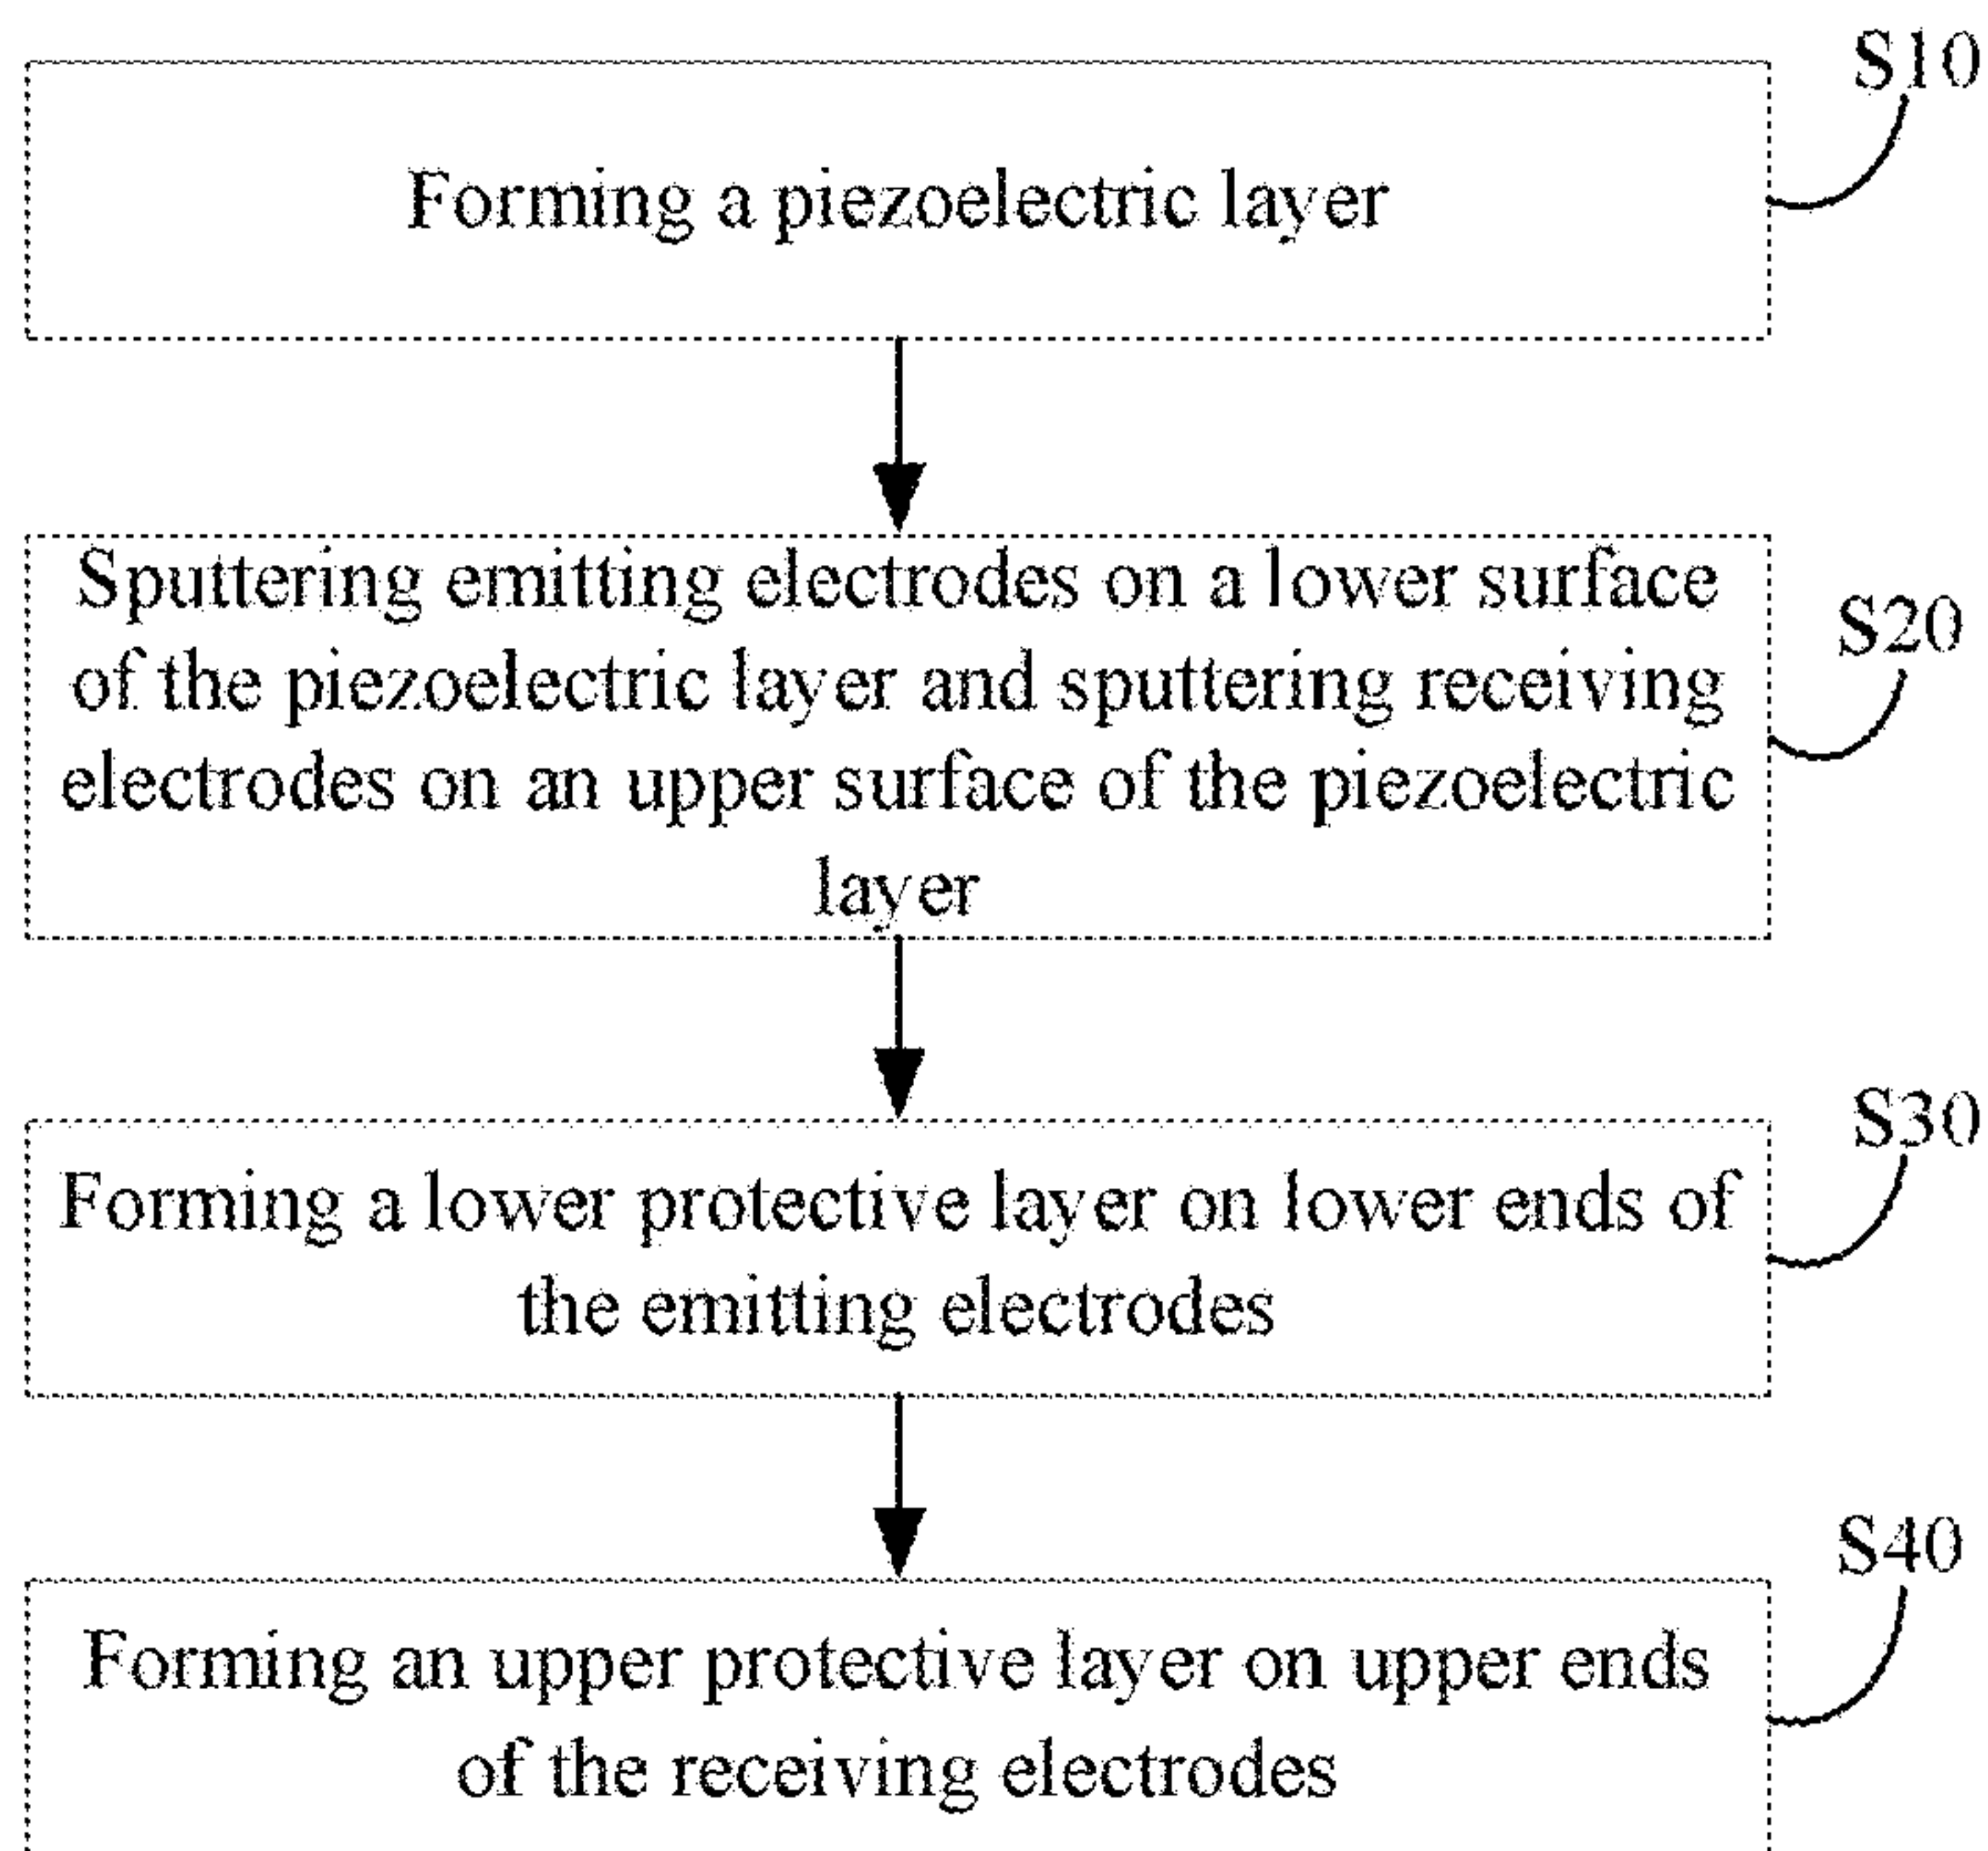 S10
Forming a piezoelectric layer
Sputtering emitting electrodes on a lower surface
of the piezoelectric layer and sputtering receiving
electrodes on an upper surface of the piezoelectric
layer
S20
Forming a lower protective layer on lower ends of
the emitting electrodes
S30
Forming an upper protective layer on upper ends
of the receiving electrodes
S40